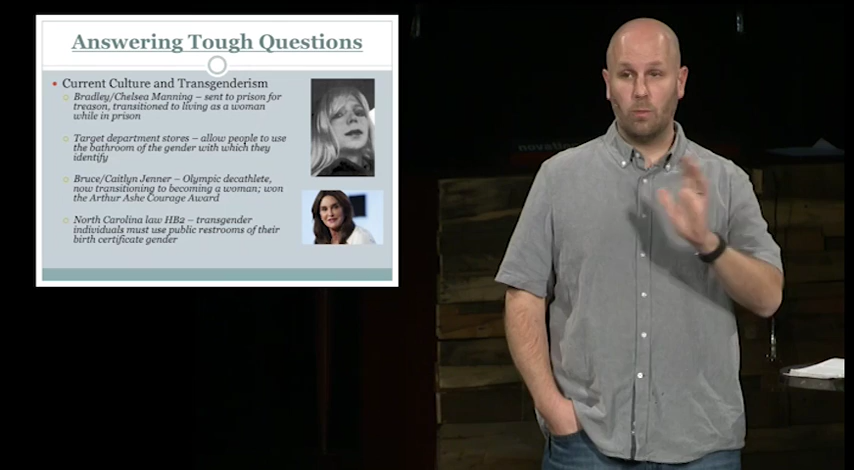 Answering Tough Questions
Current Culture and Transgenderism
Bradley/Chelsea Manning – sent to prison for
treason, transitioned to living as a woman
while in prison
Target department stores – allow people to use
the bathroom of the gender with which they
identify
Bruce/Caitlyn Jenner – Olympic decathlete,
now transitioning to becoming a woman; won
the Arthur Ashe Courage Award
North Carolina law HB2 – transgender
individuals must use public restrooms of their
birth certificate gender